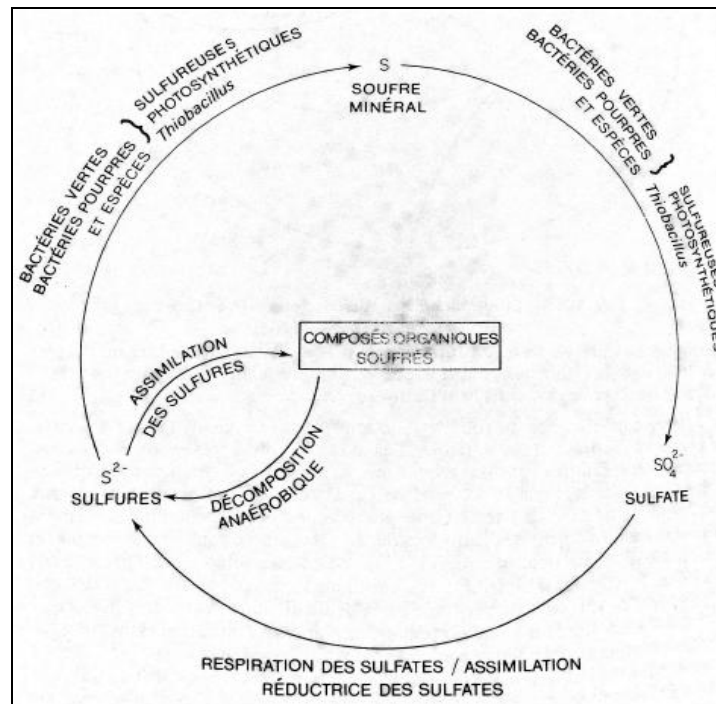 BACTÉRIES VERTES
BACTÉRIES POURPRES
ET ESPÈCES
}
SULFUREUSES
PHOTOSYNTHÉTIQUES
Thiobacillus
S
SOUFRE
MINÉRAL
BACTÉRIES VERTES
BACTÉRIES POURPRES
ET ESPÈCES
}
SULFUREUSES
PHOTOSYNTHÉTIQUES
Thiobacillus
COMPOSÉS ORGANIQUES
SOUFRÉS
ASSIMILATION
DES SULFURES
DÉCOMPOSITION
ANAÉROBIQUE
S²⁻
SULFURES
SO₄²⁻
SULFATE
RESPIRATION DES SULFATES / ASSIMILATION
RÉDUCTRICE DES SULFATES